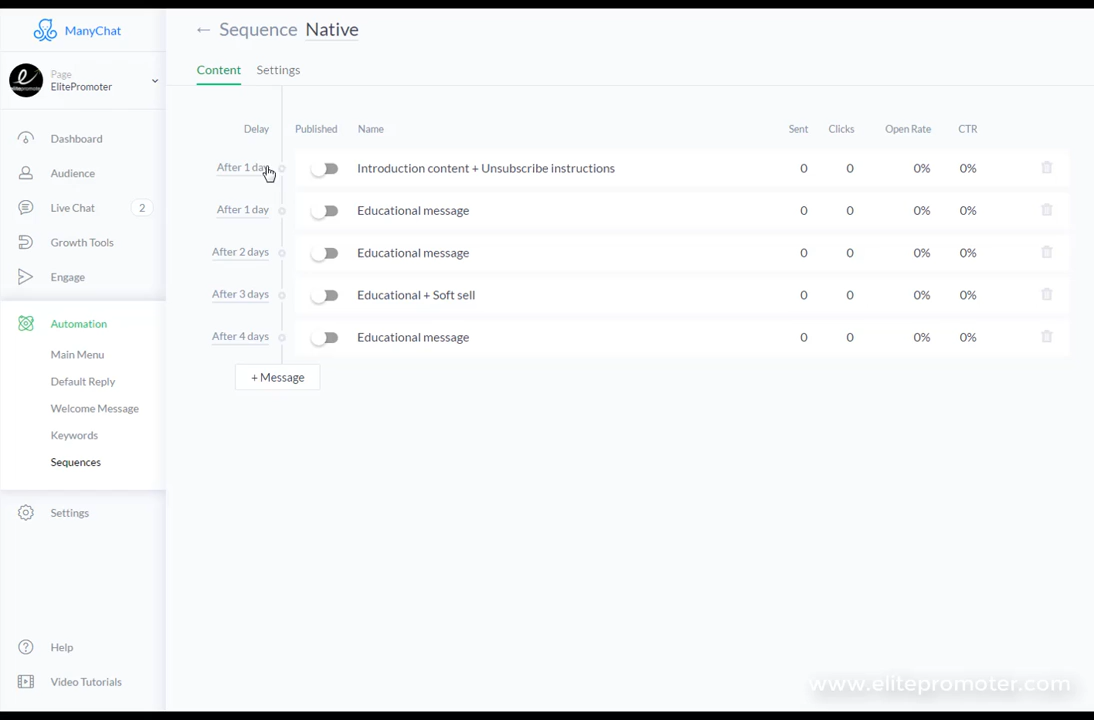 ManyChat
← Sequence Native
Page
ElitePromoter
elitepromoter
Content Settings
Dashboard
Audience
Live Chat 2
Growth Tools
Engage
Automation
Main Menu
Default Reply
Welcome Message
Keywords
Sequences
Settings
Help
Video Tutorials
Delay Published Name Sent Clicks Open Rate CTR
After 1 day Introduction content + Unsubscribe instructions 0 0 0% 0%
After 1 day Educational message 0 0 0% 0%
After 2 days Educational message 0 0 0% 0%
After 3 days Educational + Soft sell 0 0 0% 0%
After 4 days Educational message 0 0 0% 0%
+ Message
www.elitepromoter.com